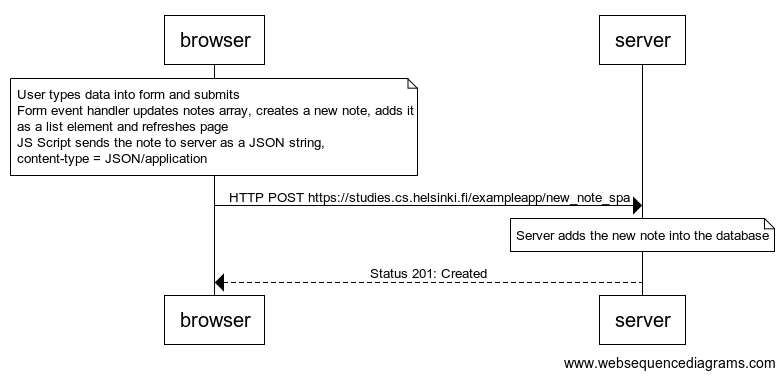 browser
server
User types data into form and submits
Form event handler updates notes array, creates a new note, adds it
as a list element and refreshes page
JS Script sends the note to server as a JSON string,
content-type = JSON/application
HTTP POST https://studies.cs.helsinki.fi/exampleapp/new_note_spa
Server adds the new note into the database
Status 201: Created
browser
server
www.websequencediagrams.com